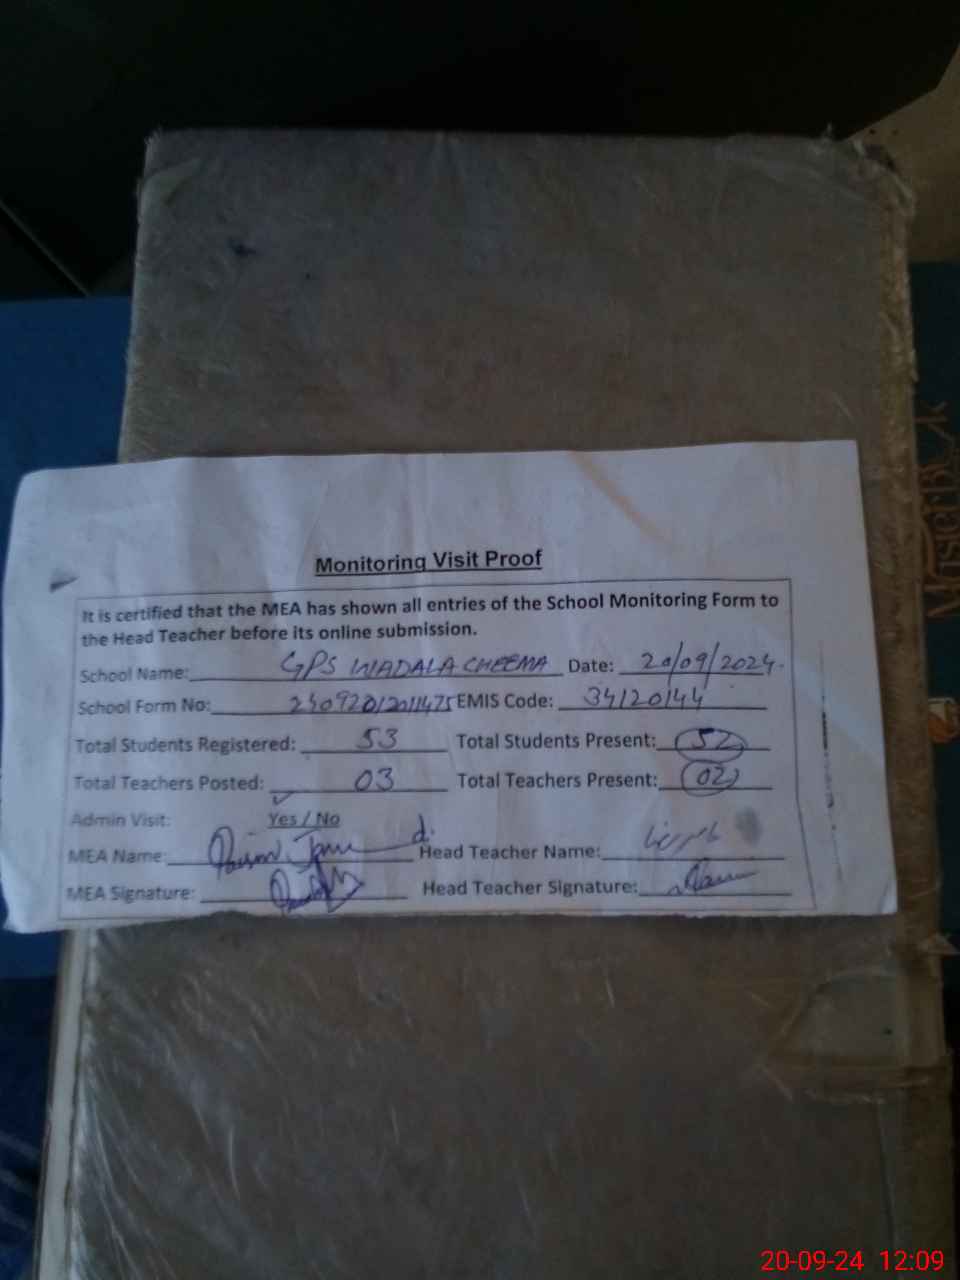 Monitoring Visit Proof
It is certified that the MEA has shown all entries of the School Monitoring Form to
the Head Teacher before its online submission.
School Name: GPS WADALA CHEEMA Date: 20/09/2024.
School Form No: EMIS Code: 34120144
Total Students Registered: 53 Total Students Present: 52
Total Teachers Posted: 03 Total Teachers Present: 02
Admin Visit: Yes / No
MEA Name: Head Teacher Name:
MEA Signature: Head Teacher Signature:
MASTER
20-09-24 12:09